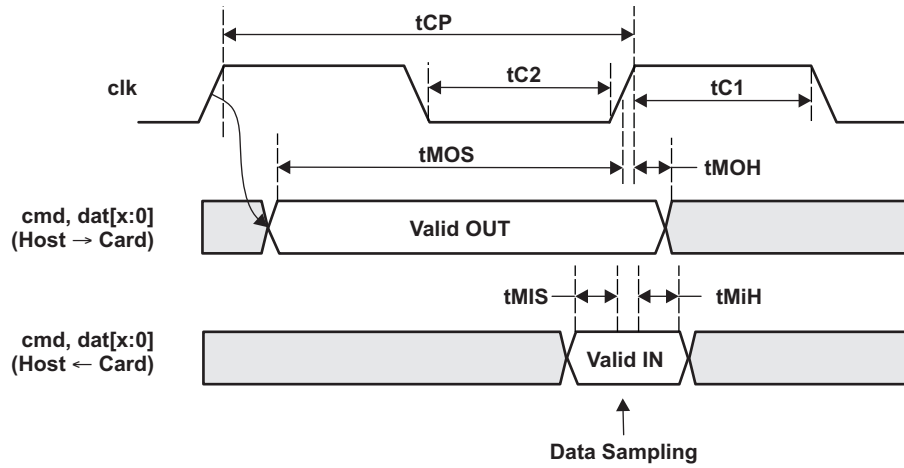 tCP
clk
tC2
tC1
tMOS
tMOH
cmd, dat[x:0]
(Host → Card)
Valid OUT
tMIS
tMiH
cmd, dat[x:0]
(Host ← Card)
Valid IN
Data Sampling